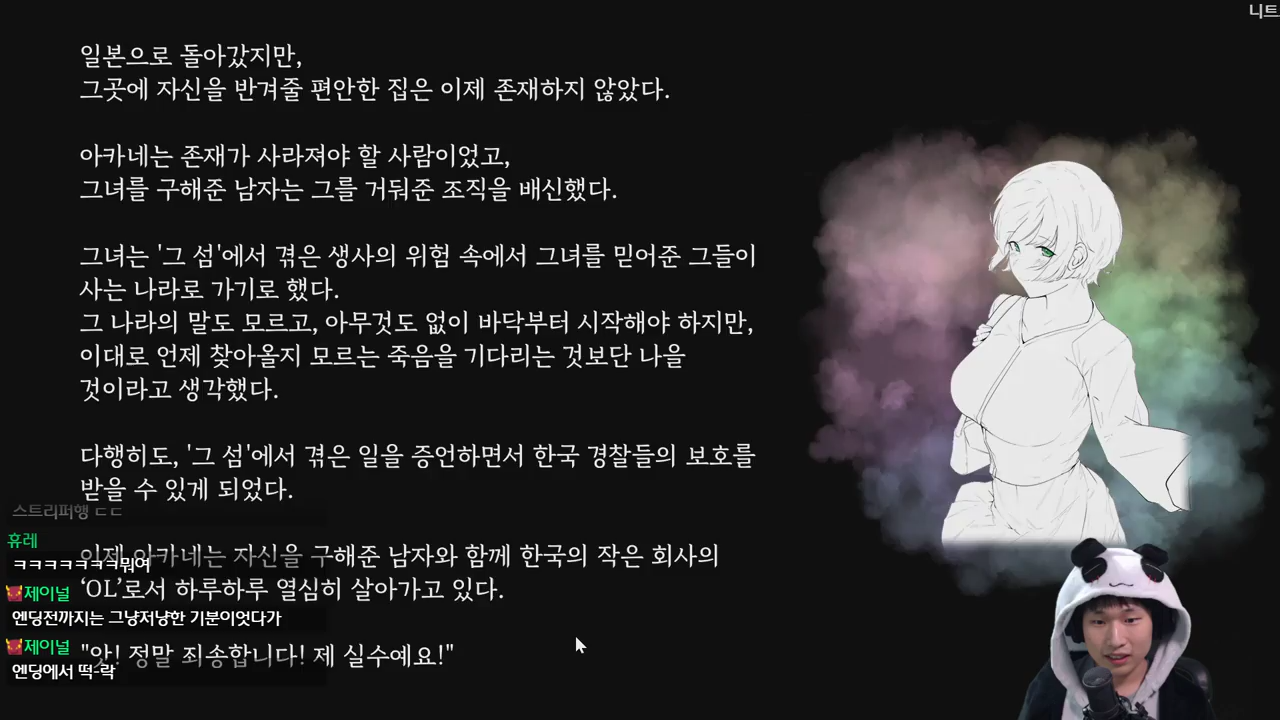 니트
일본으로 돌아갔지만,
그곳에 자신을 반겨줄 편안한 집은 이제 존재하지 않았다.
아카네는 존재가 사라져야 할 사람이었고,
그녀를 구해준 남자는 그를 거둬준 조직을 배신했다.
그녀는 '그 섬'에서 겪은 생사의 위험 속에서 그녀를 믿어준 그들이
사는 나라로 가기로 했다.
그 나라의 말도 모르고, 아무것도 없이 바닥부터 시작해야 하지만,
이대로 언제 찾아올지 모르는 죽음을 기다리는 것보단 나을
것이라고 생각했다.
다행히도, '그 섬'에서 겪은 일을 증언하면서 한국 경찰들의 보호를
받을 수 있게 되었다.
이제 아카네는 자신을 구해준 남자와 함께 한국의 작은 회사의
'OL'로서 하루하루 열심히 살아가고 있다.
"앗! 정말 죄송합니다! 제 실수예요!"
스트리퍼행 ㄷㄷ
휴레
ㅋㅋㅋㅋㅋㅋㅋ뭐여
제이널
엔딩전까지는 그냥저냥한 기분이엇다가
제이널
엔딩에서 떡-락